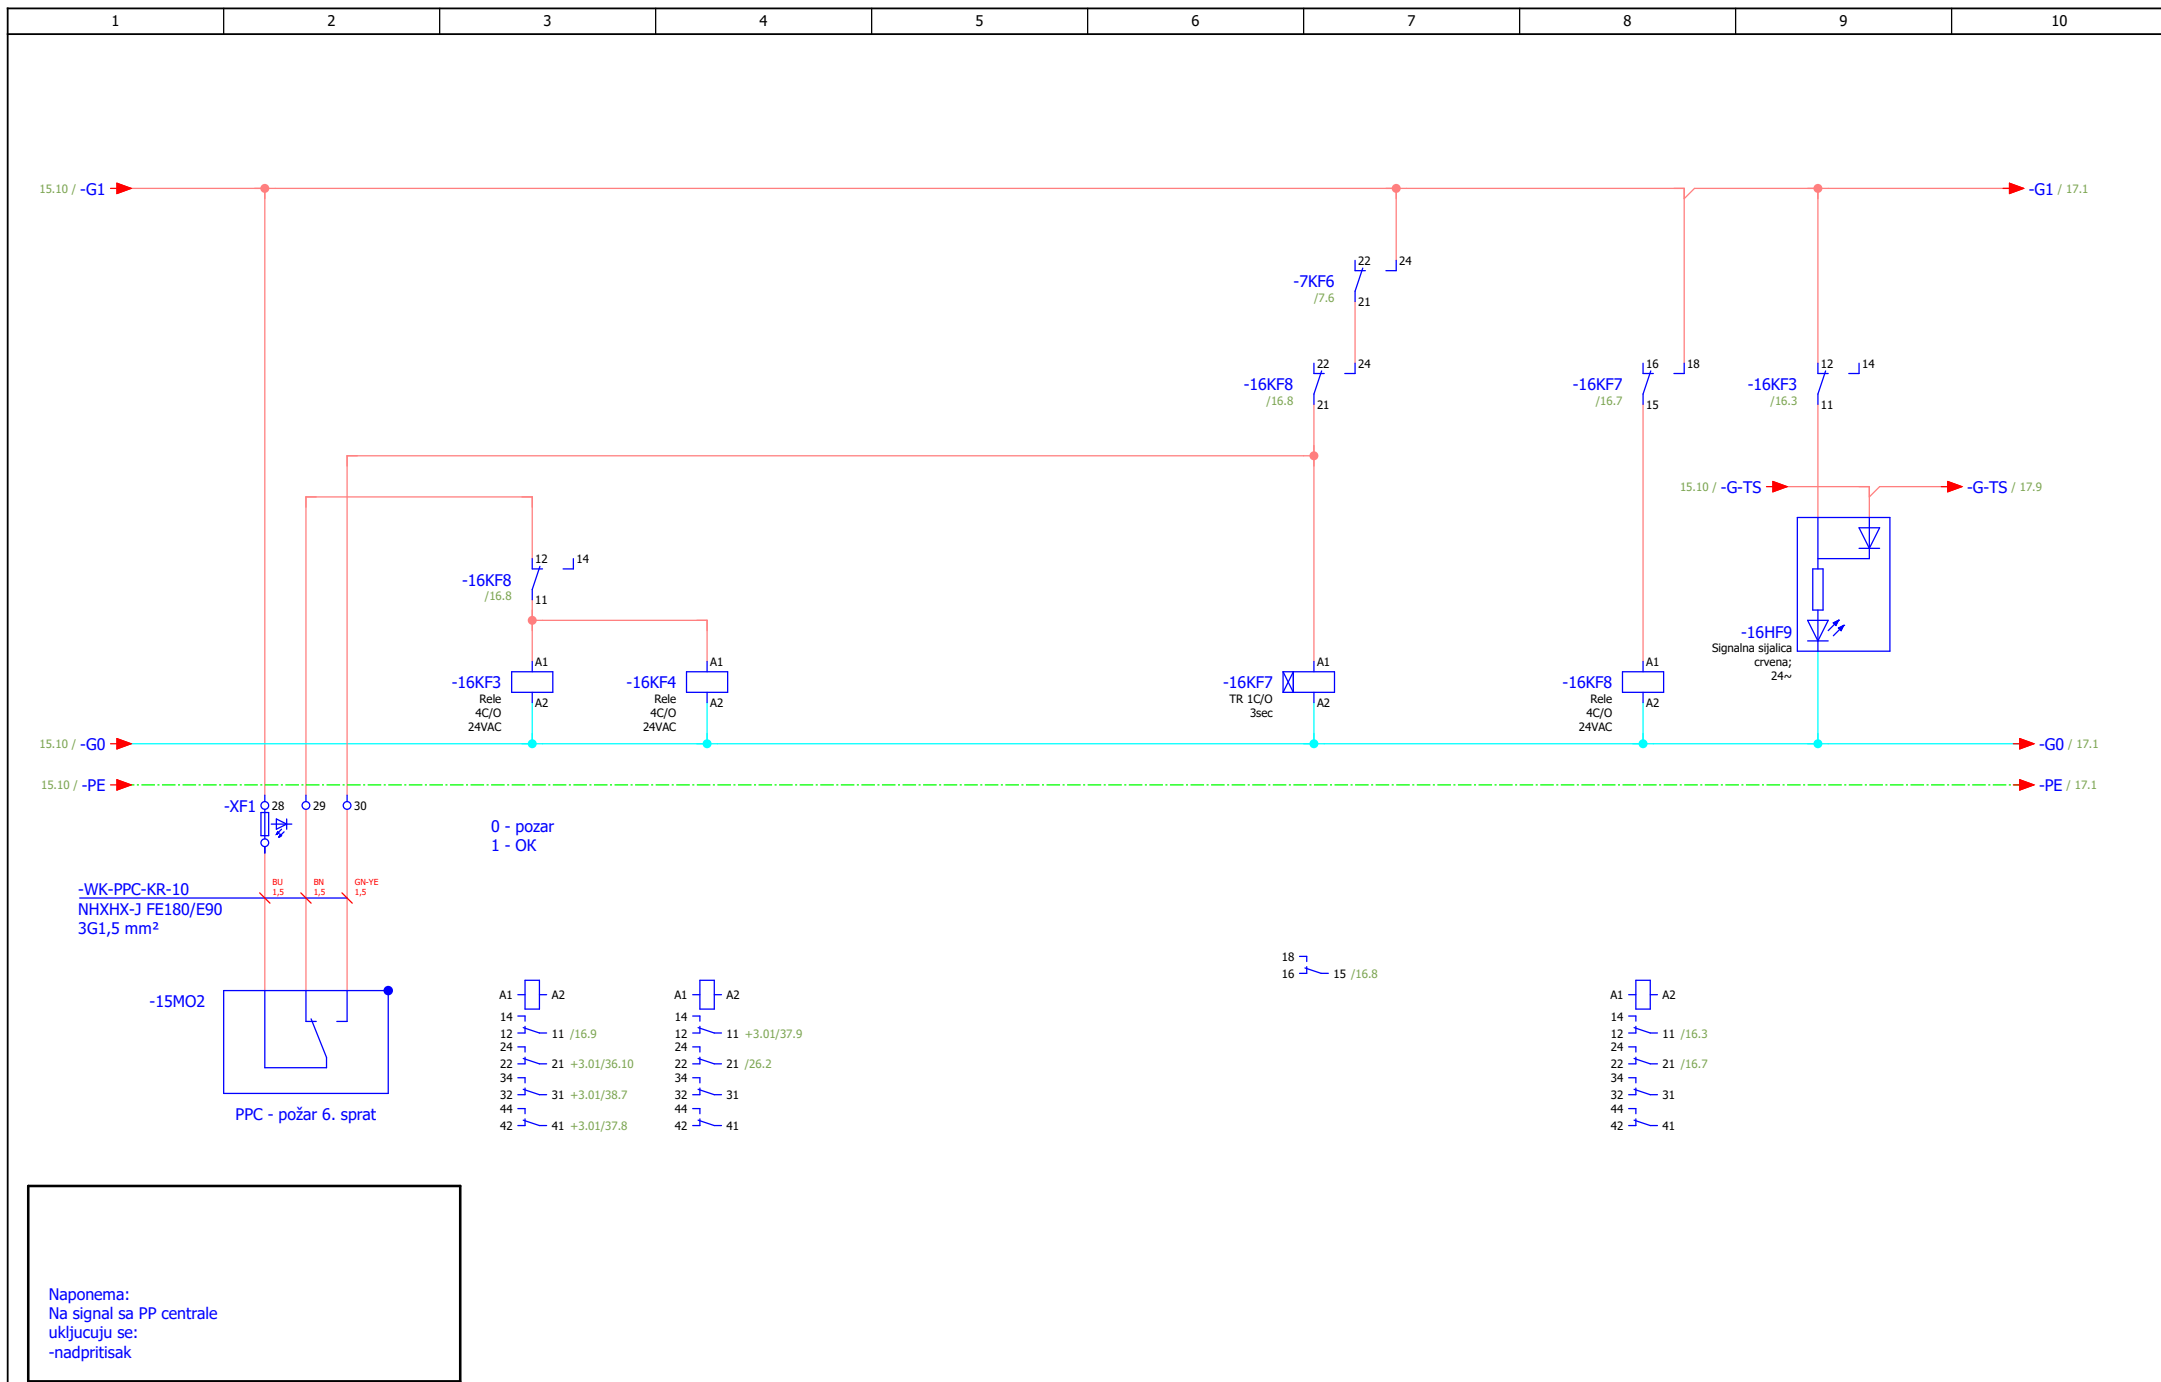 1 2 3 4 5 6 7 8 9 10
15.10 / -G1
-G1 / 17.1
22 24
-7KF6
/7.6
21
22 24
-16KF8
/16.8
21
16 18
-16KF7
/16.7
15
12 14
-16KF3
/16.3
11
15.10 / -G-TS
-G-TS / 17.9
12 14
-16KF8
/16.8
11
A1
-16KF3
Rele
4C/O
24VAC
A2
A1
-16KF4
Rele
4C/O
24VAC
A2
A1
-16KF7
TR 1C/O
3sec
A2
A1
-16KF8
Rele
4C/O
24VAC
A2
-16HF9
Signalna sijalica
crvena;
24~
15.10 / -G0
-G0 / 17.1
15.10 / -PE
-PE / 17.1
-XF1 28 29 30
0 - pozar
1 - OK
BU
1,5
BN
1,5
GN-YE
1,5
-WK-PPC-KR-10
NHXHX-J FE180/E90
3G1,5 mm²
-15MO2
PPC - požar 6. sprat
A1 A2
14
12 11 /16.9
24
22 21 +3.01/36.10
34
32 31 +3.01/38.7
44
42 41 +3.01/37.8
A1 A2
14
12 11 +3.01/37.9
24
22 21 /26.2
34
32 31
44
42 41
18
16 15 /16.8
A1 A2
14
12 11 /16.3
24
22 21 /16.7
34
32 31
44
42 41
Naponema:
Na signal sa PP centrale
ukljucuju se:
-nadpritisak